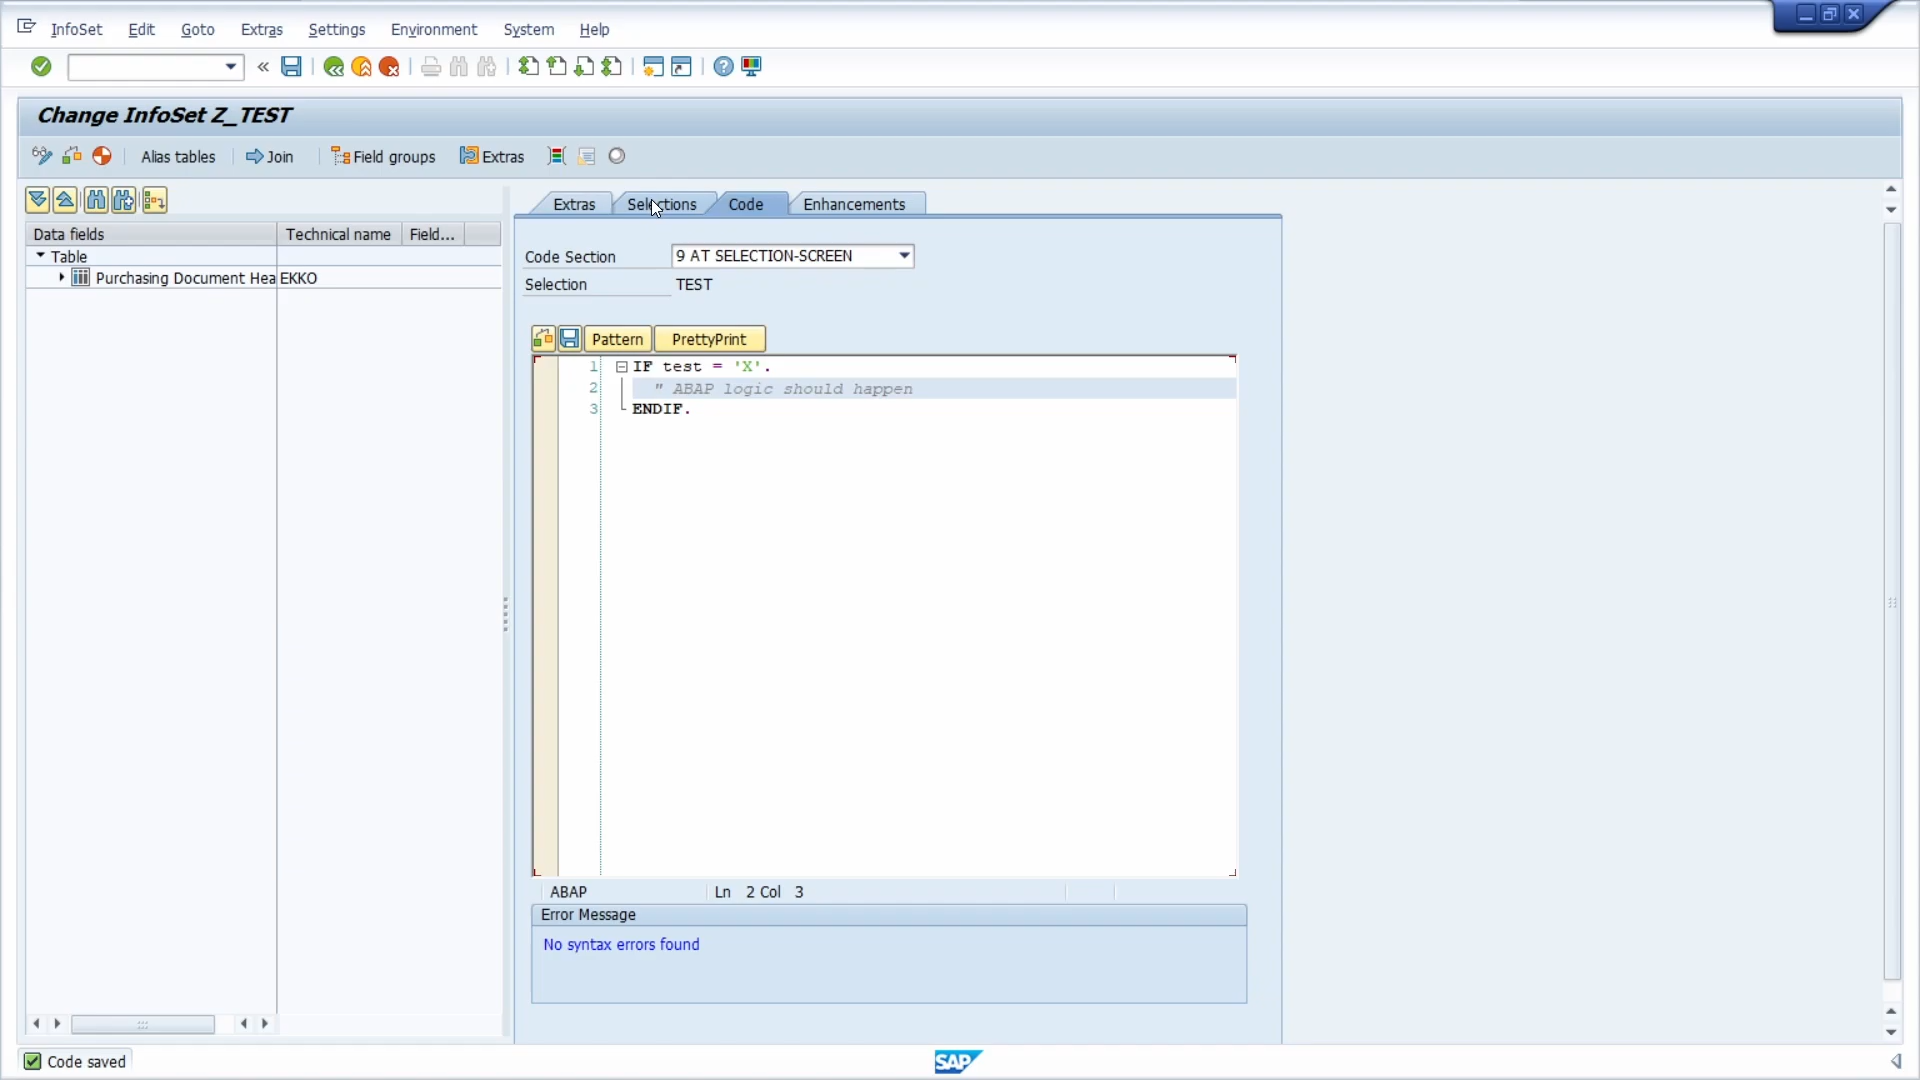 InfoSet Edit Goto Extras Settings Environment System Help
Change InfoSet Z_TEST
Alias tables Join Field groups Extras
Extras Selections Code Enhancements
Data fields Technical name Field...
Table
Purchasing Document Hea EKKO
Code Section 9 AT SELECTION-SCREEN
Selection TEST
Pattern PrettyPrint
1 IF test = 'X'.
2 " ABAP logic should happen
3 ENDIF.
ABAP Ln 2 Col 3
Error Message
No syntax errors found
Code saved
SAP